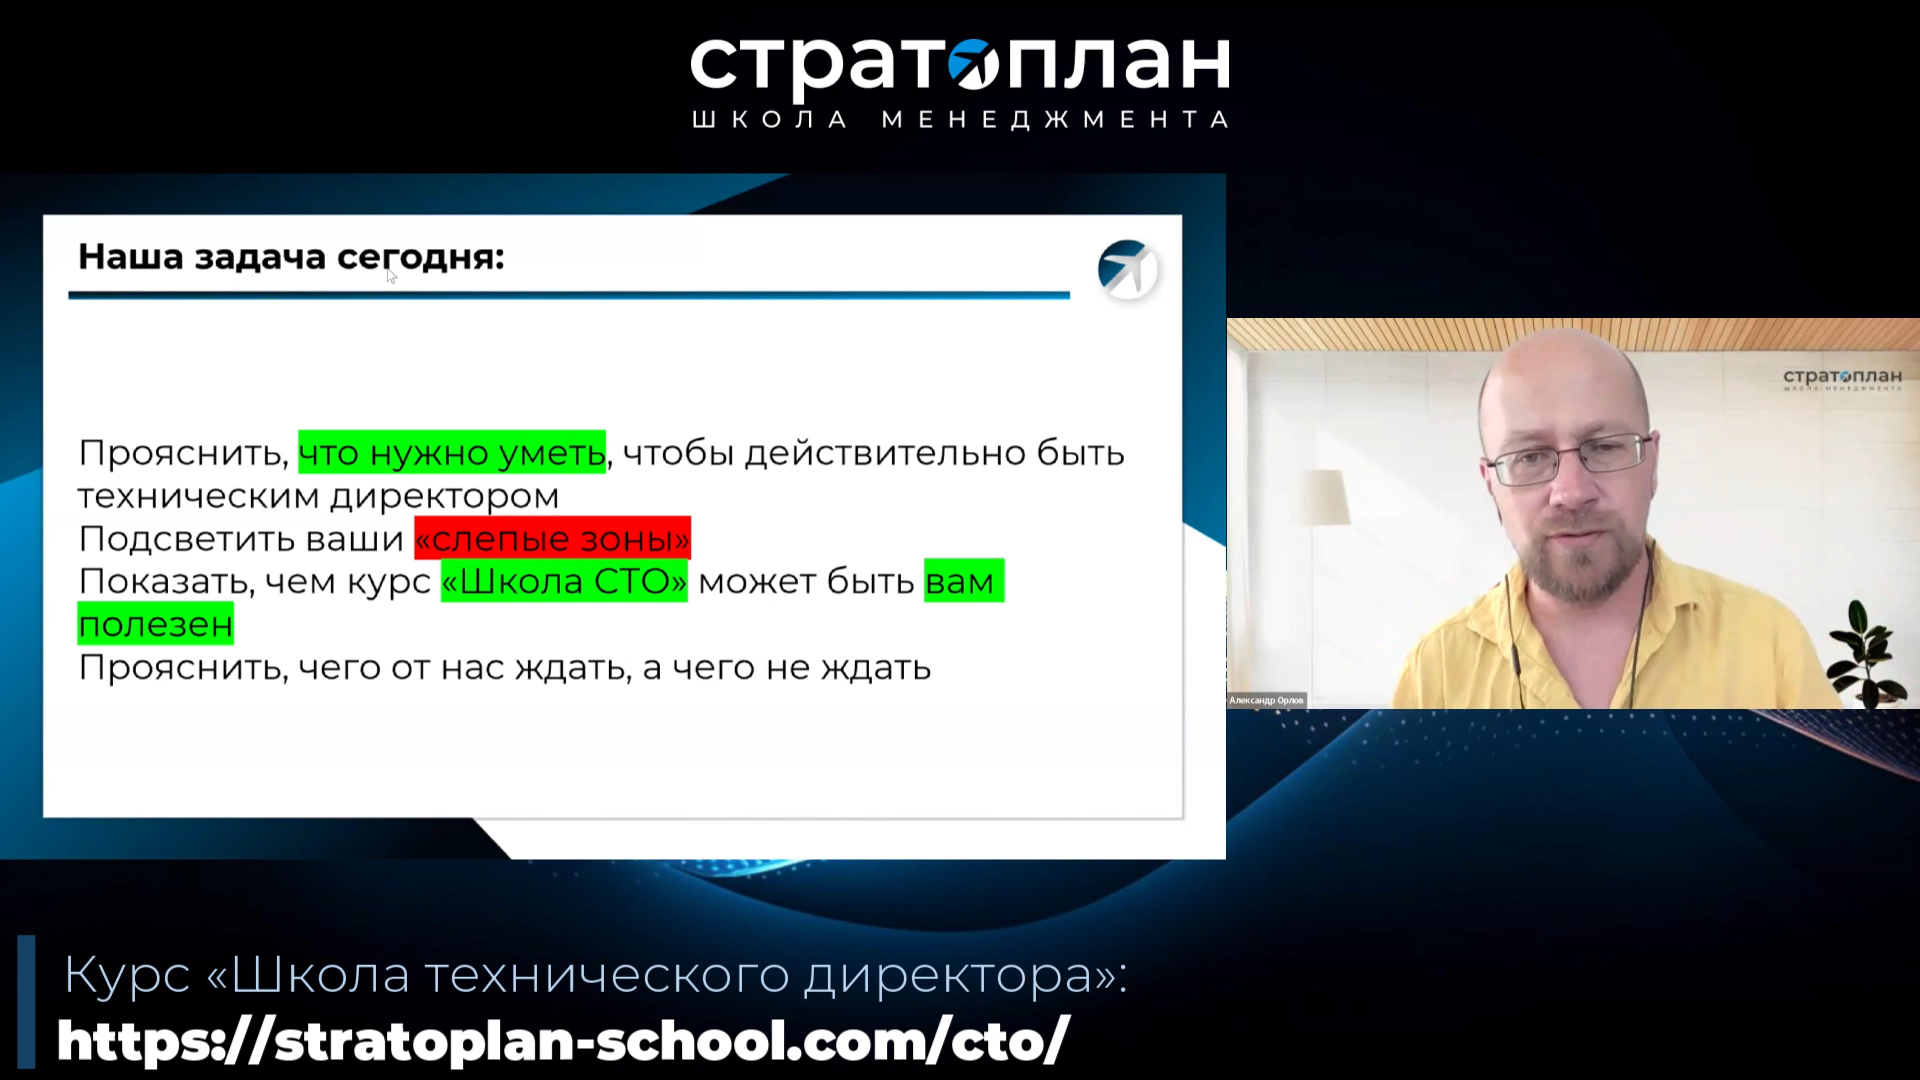 стратоплан
ШКОЛА МЕНЕДЖМЕНТА
Наша задача сегодня:
Прояснить, что нужно уметь, чтобы действительно быть
техническим директором
Подсветить ваши «слепые зоны»
Показать, чем курс «Школа СТО» может быть вам
полезен
Прояснить, чего от нас ждать, а чего не ждать
стратоплан
ШКОЛА МЕНЕДЖМЕНТА
Александр Орлов
Курс «Школа технического директора»:
https://stratoplan-school.com/cto/